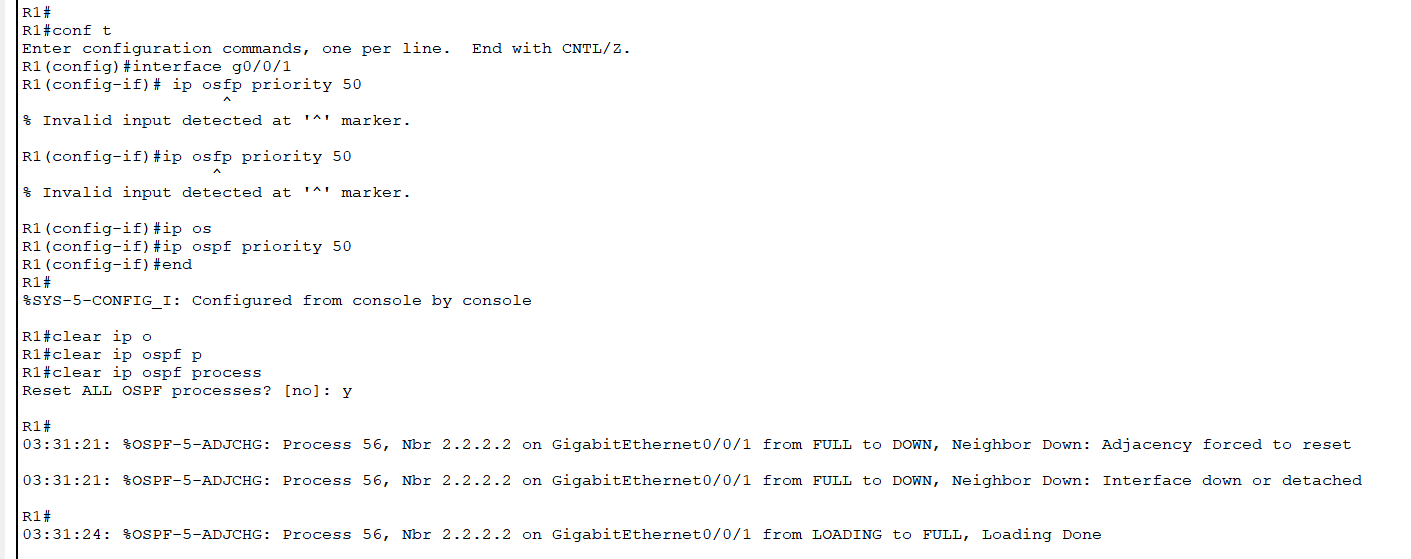 R1#
R1#conf t
Enter configuration commands, one per line.  End with CNTL/Z.
R1(config)#interface g0/0/1
R1(config-if)# ip osfp priority 50
^
% Invalid input detected at '^' marker.
R1(config-if)#ip osfp priority 50
^
% Invalid input detected at '^' marker.
R1(config-if)#ip os
R1(config-if)#ip ospf priority 50
R1(config-if)#end
R1#
%SYS-5-CONFIG_I: Configured from console by console
R1#clear ip o
R1#clear ip ospf p
R1#clear ip ospf process
Reset ALL OSPF processes? [no]: y
R1#
03:31:21: %OSPF-5-ADJCHG: Process 56, Nbr 2.2.2.2 on GigabitEthernet0/0/1 from FULL to DOWN, Neighbor Down: Adjacency forced to reset
03:31:21: %OSPF-5-ADJCHG: Process 56, Nbr 2.2.2.2 on GigabitEthernet0/0/1 from FULL to DOWN, Neighbor Down: Interface down or detached
R1#
03:31:24: %OSPF-5-ADJCHG: Process 56, Nbr 2.2.2.2 on GigabitEthernet0/0/1 from LOADING to FULL, Loading Done